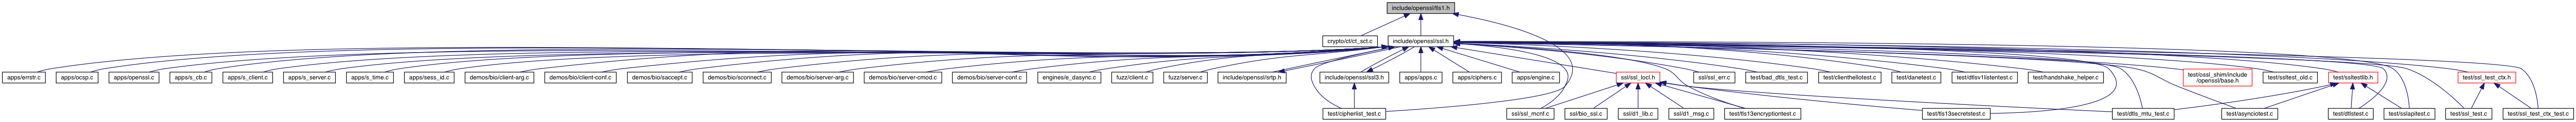 include/openssl/tls1.h
crypto/ct/ct_sct.c
include/openssl/ssl.h
apps/errstr.c
apps/ocsp.c
apps/openssl.c
apps/s_cb.c
apps/s_client.c
apps/s_server.c
apps/s_time.c
apps/sess_id.c
demos/bio/client-arg.c
demos/bio/client-conf.c
demos/bio/saccept.c
demos/bio/sconnect.c
demos/bio/server-arg.c
demos/bio/server-cmod.c
demos/bio/server-conf.c
engines/e_dasync.c
fuzz/client.c
fuzz/server.c
include/openssl/srtp.h
include/openssl/ssl3.h
apps/apps.c
apps/ciphers.c
apps/engine.c
ssl/ssl_locl.h
ssl/ssl_err.c
test/bad_dtls_test.c
test/clienthellotest.c
test/danetest.c
test/dtlsv1listentest.c
test/handshake_helper.c
test/ossl_shim/include
/openssl/base.h
test/ssltest_old.c
test/ssltestlib.h
test/ssl_test_ctx.h
test/cipherlist_test.c
ssl/ssl_mcnf.c
ssl/bio_ssl.c
ssl/d1_lib.c
ssl/d1_msg.c
test/tls13encryptiontest.c
test/tls13secretstest.c
test/dtls_mtu_test.c
test/asynciotest.c
test/dtlstest.c
test/sslapitest.c
test/ssl_test.c
test/ssl_test_ctx_test.c